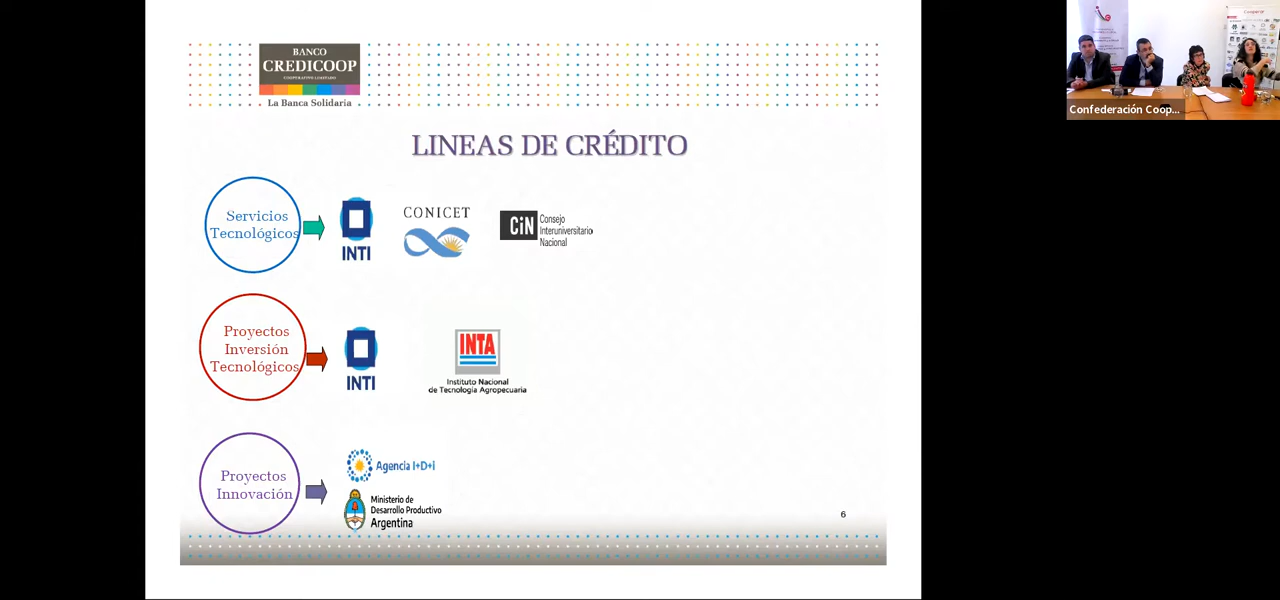 BANCO
CREDICOOP
COOPERATIVO LIMITADO
La Banca Solidaria
LINEAS DE CRÉDITO
Servicios
Tecnológicos
INTI
CONICET
CiN
Consejo
Interuniversitario
Nacional
Proyectos
Inversión
Tecnológicos
INTI
INTA
Instituto Nacional
de Tecnología Agropecuaria
Proyectos
Innovación
Agencia I+D+i
Ministerio de
Desarrollo Productivo
Argentina
6
Confederación Coop...